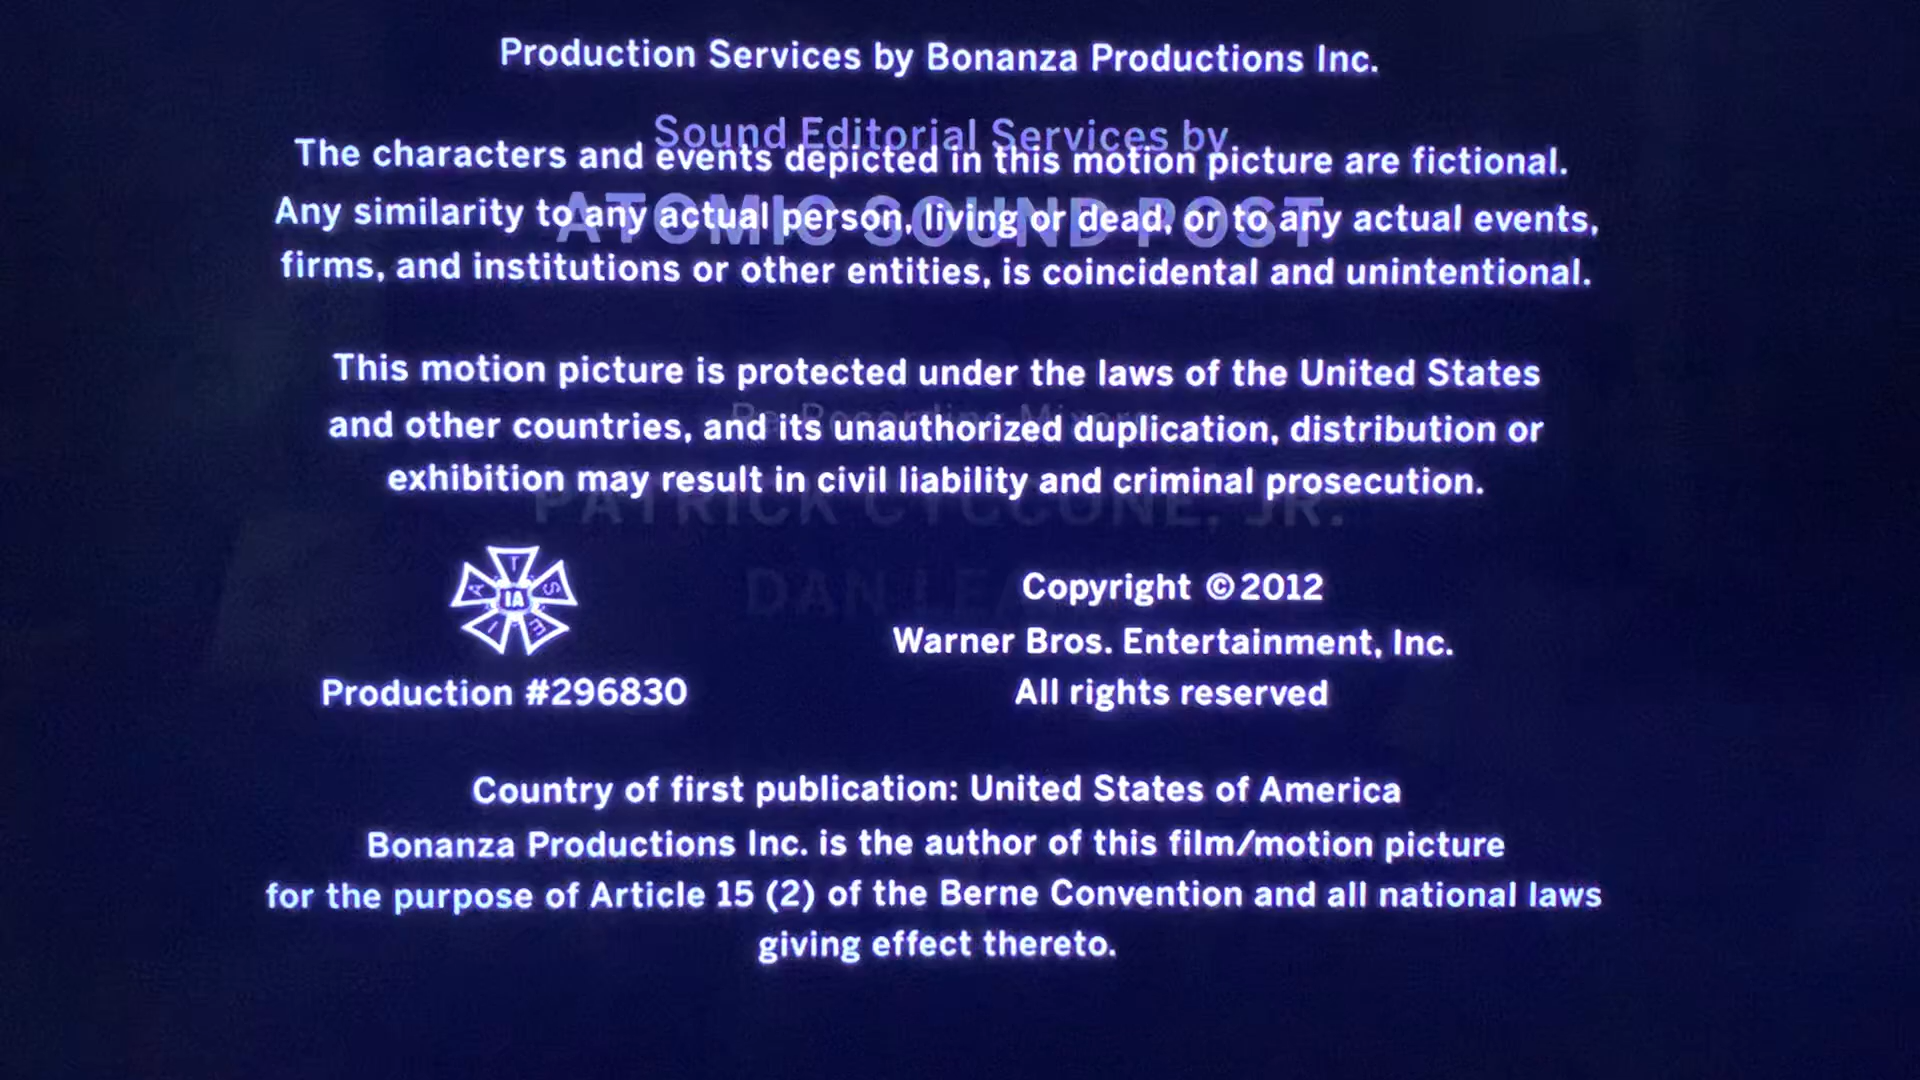 Production Services by Bonanza Productions Inc.
Sound Editorial Services by
The characters and events depicted in this motion picture are fictional.
ATOMIC SOUND POST
Any similarity to any actual person, living or dead, or to any actual events,
firms, and institutions or other entities, is coincidental and unintentional.
This motion picture is protected under the laws of the United States
Re-Recording Mixers
and other countries, and its unauthorized duplication, distribution or
exhibition may result in civil liability and criminal prosecution.
PATRICK CYCCONE, JR.
I A T S E
IA
DAN
Copyright © 2012
Warner Bros. Entertainment, Inc.
Production #296830
All rights reserved
Country of first publication: United States of America
Bonanza Productions Inc. is the author of this film/motion picture
for the purpose of Article 15 (2) of the Berne Convention and all national laws
giving effect thereto.